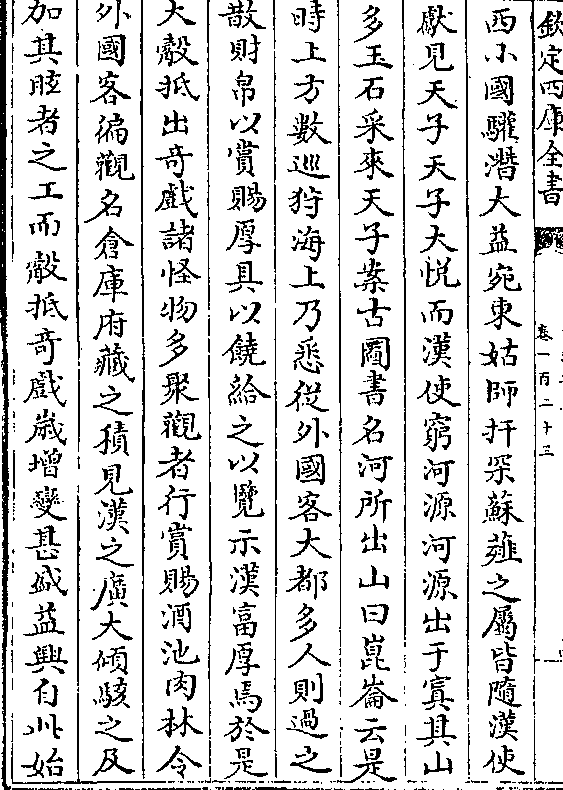 欽定四庫全書
卷一百二十三
西小國驩潛大益宛東姑師扞罙蘇薤之屬皆隨漢使
獻見天子天子大悅而漢使窮河源河源出于寘其山
多玉石采來天子案古圖書名河所出山曰崑崙云是
時上方數巡狩海上乃悉從外國客大都多人則過之
散財帛以賞賜厚具以饒給之以覽示漢富厚焉於是
大觳抵出奇戲諸怪物多聚觀者行賞賜酒池肉林令
外國客徧觀名倉庫府藏之積見漢之廣大傾駭之及
加其眩者之工而觳抵奇戲嵗增變甚盛益興自此始